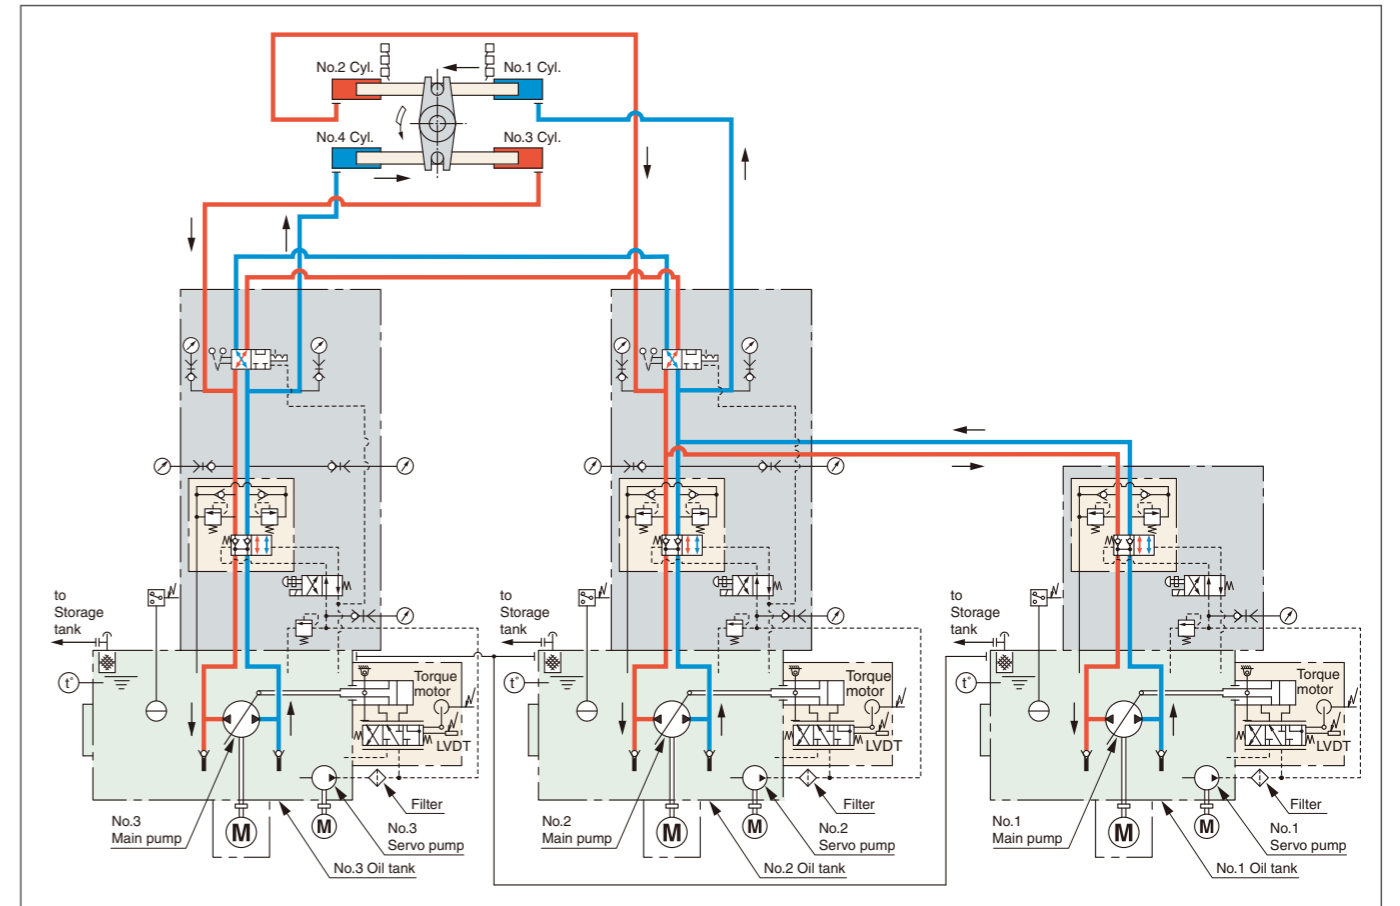 No.2 Cyl.
No.1 Cyl.
No.4 Cyl.
No.3 Cyl.
to
Storage
tank
t°
Torque
motor
LVDT
Filter
No.3
Main pump
M
M
No.3
Servo pump
No.3 Oil tank
to
Storage
tank
Torque
motor
LVDT
Filter
No.2
Main pump
M
M
No.2
Servo pump
No.2 Oil tank
to
Storage
tank
t°
Torque
motor
LVDT
Filter
No.1
Main pump
M
M
No.1
Servo pump
No.1 Oil tank